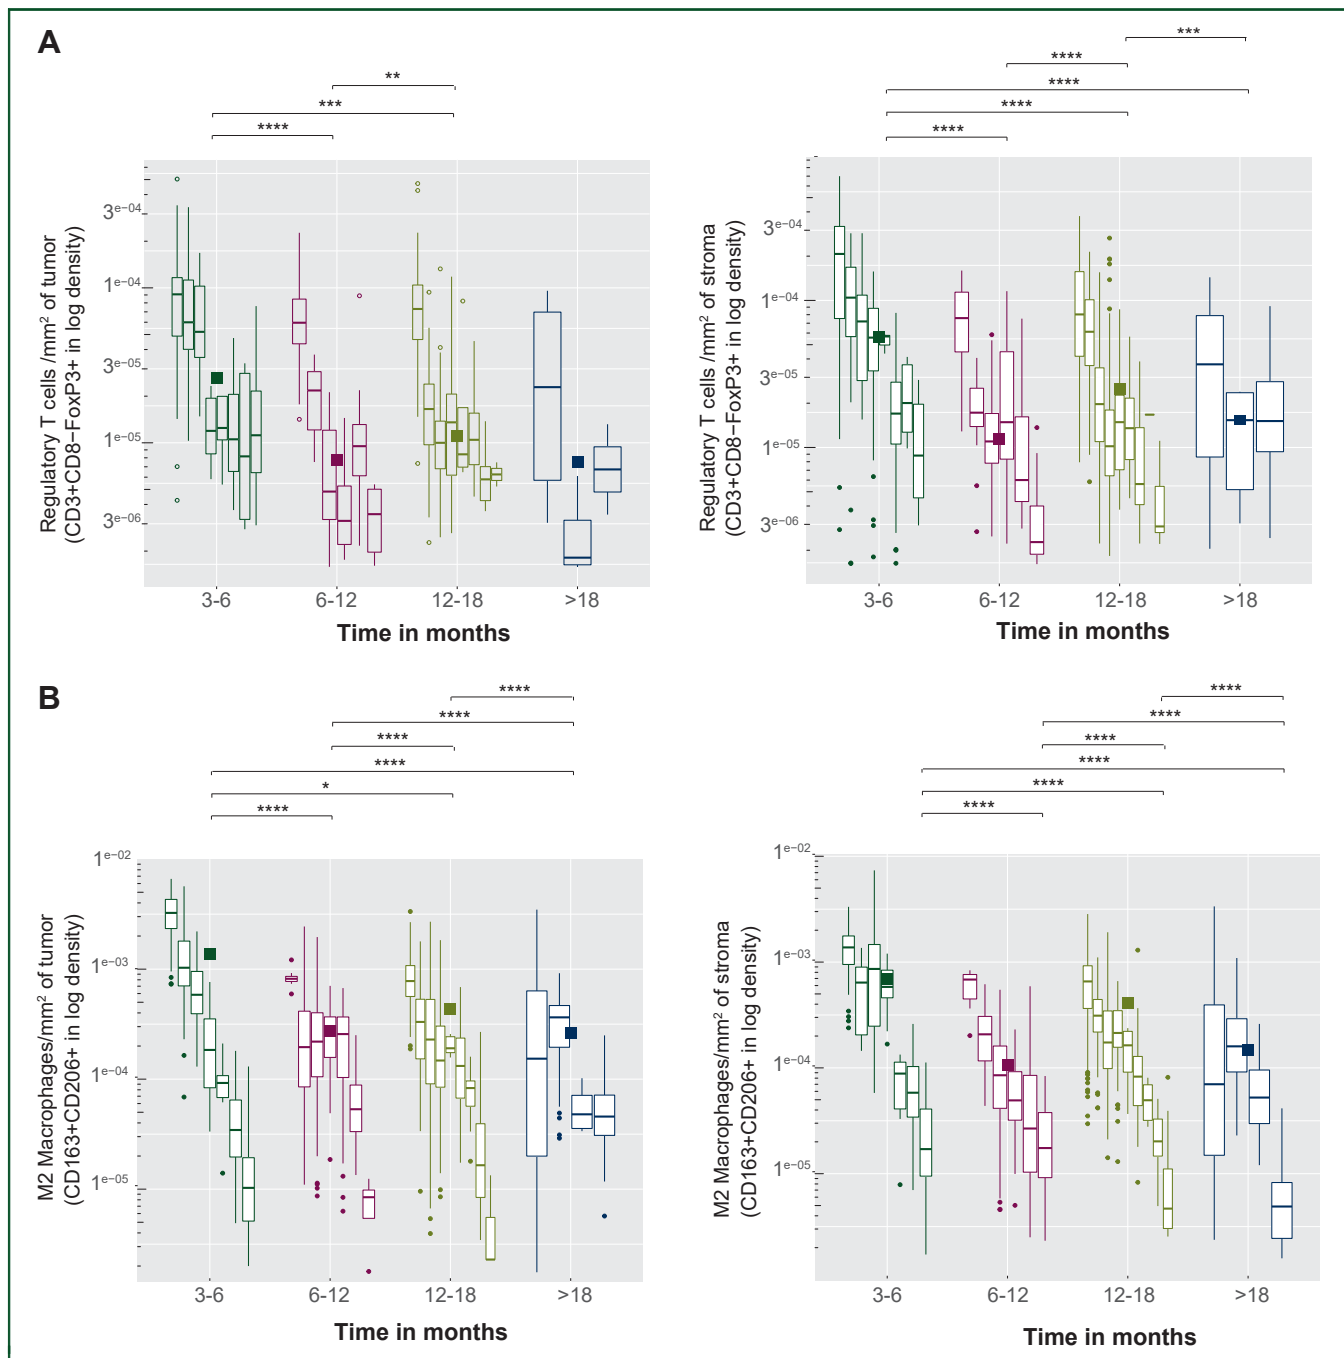 A
**
***
****
***
****
****
****
****
Regulatory T cells /mm² of tumor
(CD3+CD8−FoxP3+ in log density)
3e−04
1e−04
3e−05
1e−05
3e−06
3-6 6-12 12-18 >18
Time in months
Regulatory T cells/mm² of stroma
(CD3+CD8−FoxP3+ in log density)
3e−04
1e−04
3e−05
1e−05
3e−06
3-6 6-12 12-18 >18
Time in months
B
****
****
****
****
*
****
****
****
****
****
****
****
M2 Macrophages/mm² of tumor
(CD163+CD206+ in log density)
1e−02
1e−03
1e−04
1e−05
3-6 6-12 12-18 >18
Time in months
M2 Macrophages/mm² of stroma
(CD163+CD206+ in log density)
1e−02
1e−03
1e−04
1e−05
3-6 6-12 12-18 >18
Time in months